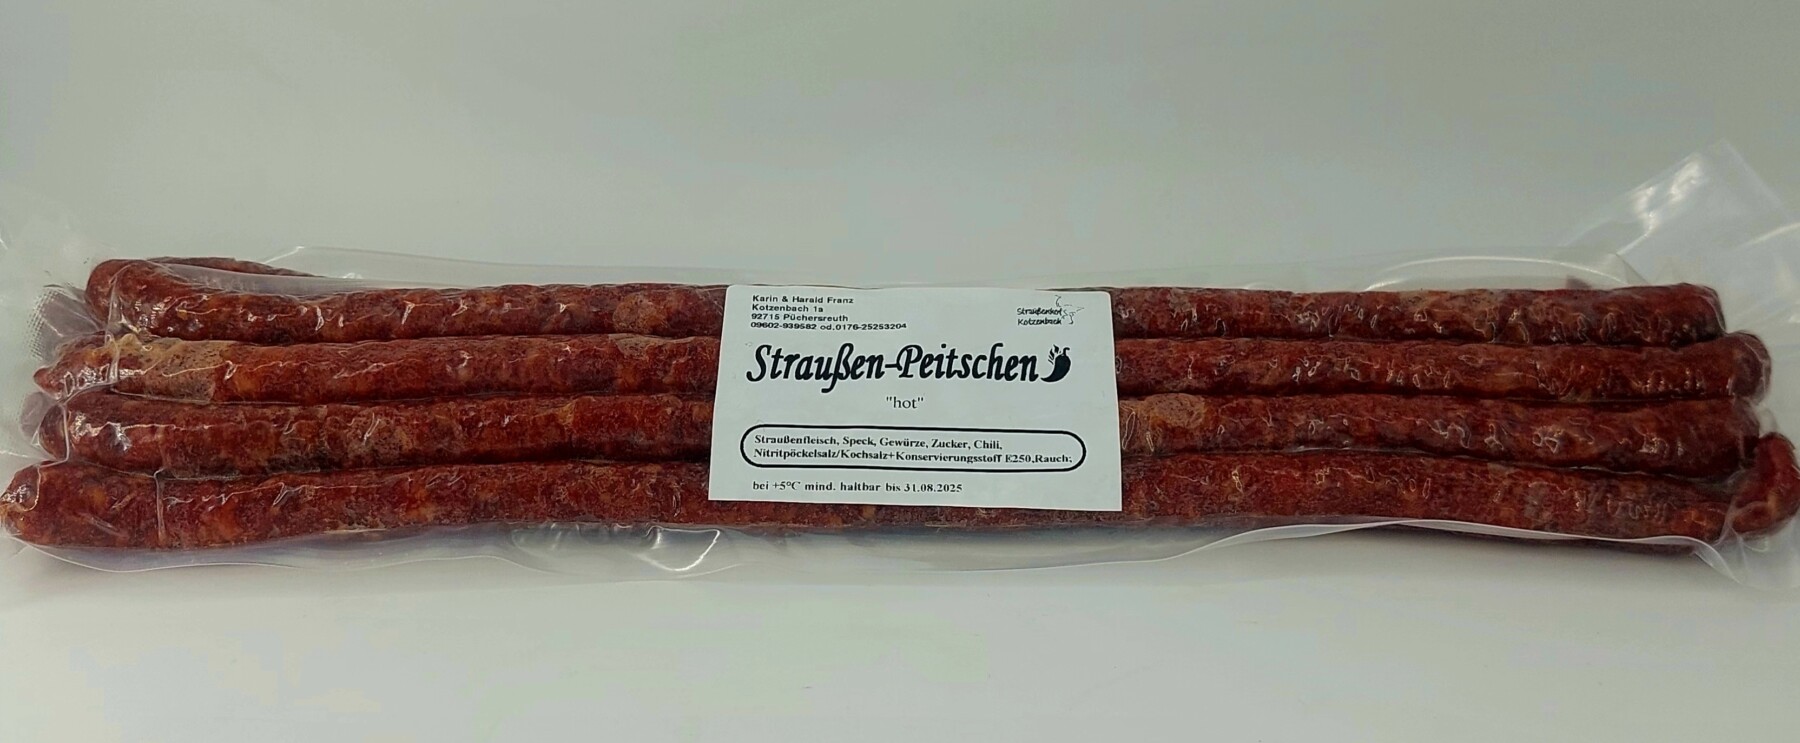 Karin & Harald Franz
Kotzenbach 1a
92715 Püchersreuth
09602-939582 od.0176-25253204
Straußenhof
Kotzenbach
Straußen-Peitschen
"hot"
Straußenfleisch, Speck, Gewürze, Zucker, Chili,
Nitritpöckelsalz/Kochsalz+Konservierungsstoff E250,Rauch;
bei +5°C mind. haltbar bis 31.08.2025